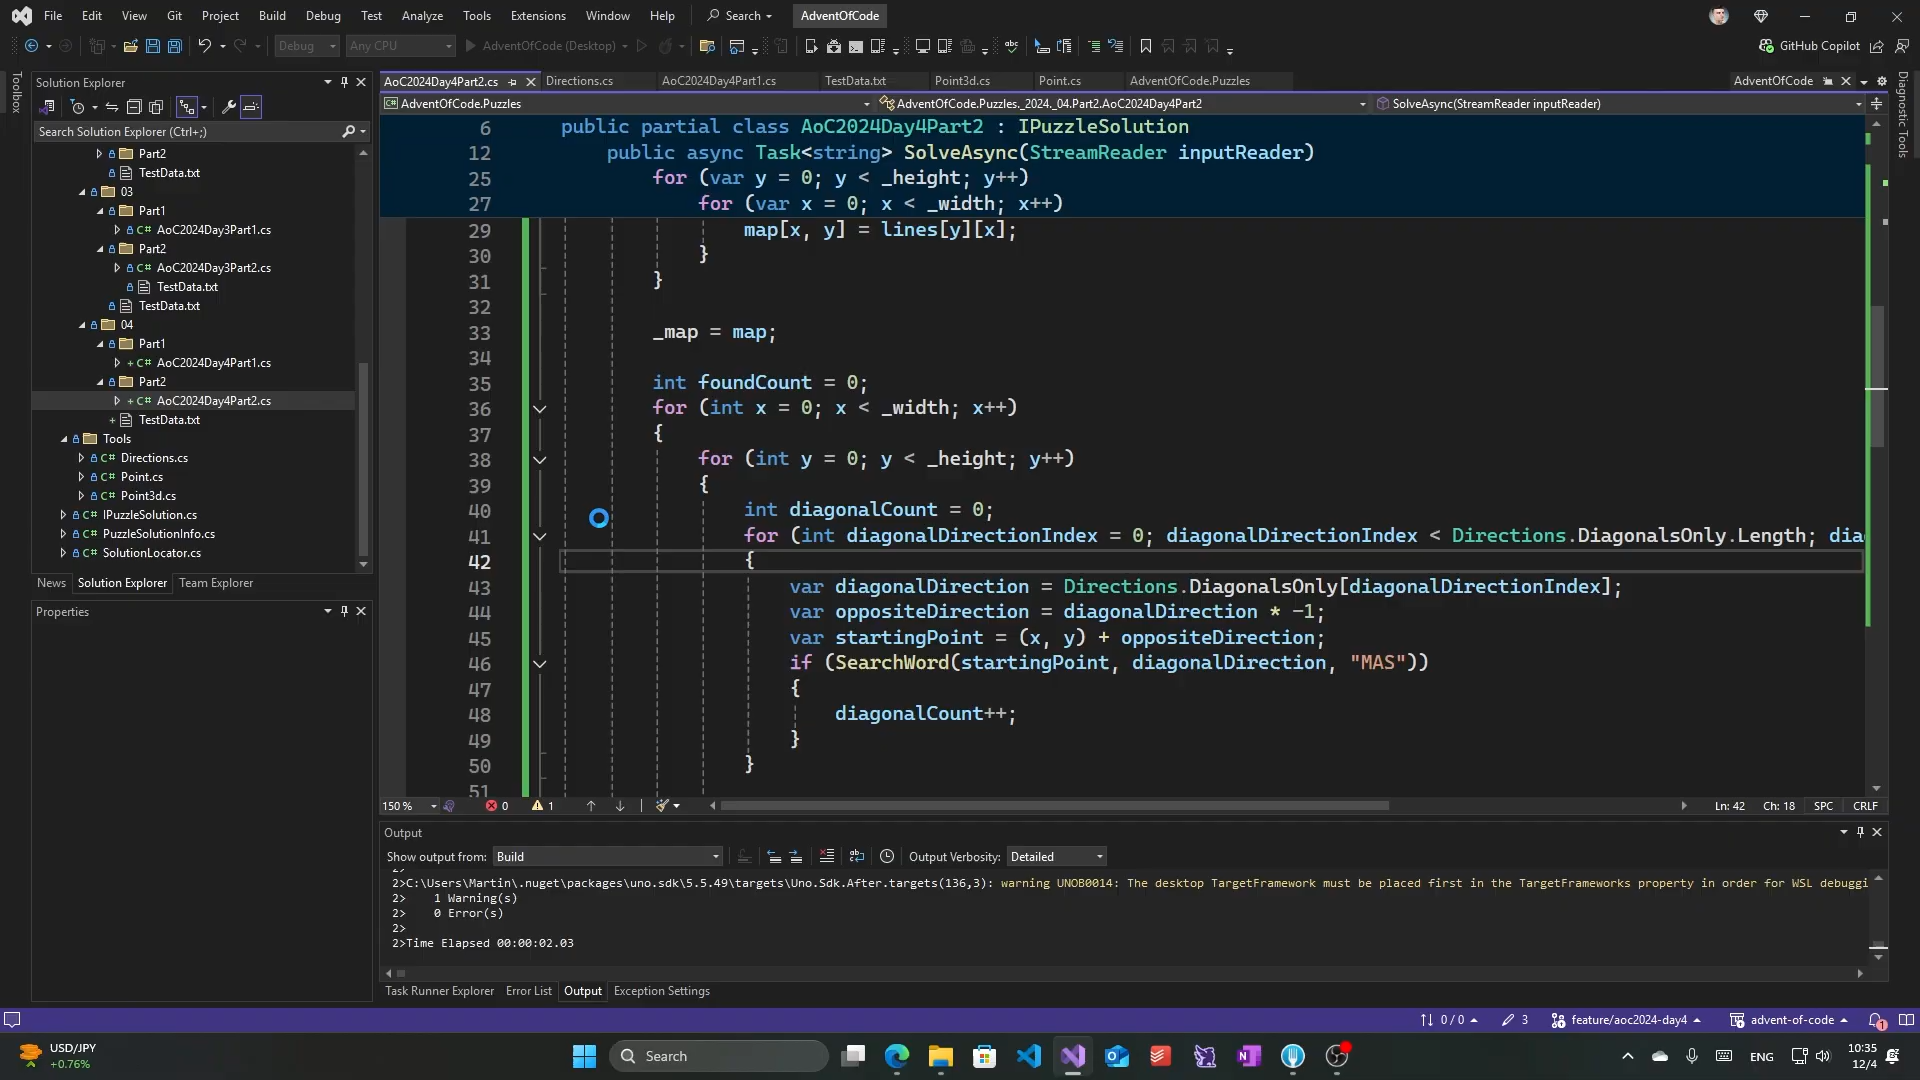 File Edit View Git Project Build Debug Test Analyze Tools Extensions Window Help Search AdventOfCode
Debug Any CPU AdventOfCode (Desktop) GitHub Copilot
Toolbox
Solution Explorer
Search Solution Explorer (Ctrl+;)
Part2
TestData.txt
03
Part1
C# AoC2024Day3Part1.cs
Part2
C# AoC2024Day3Part2.cs
TestData.txt
TestData.txt
04
Part1
C# AoC2024Day4Part1.cs
Part2
C# AoC2024Day4Part2.cs
TestData.txt
Tools
C# Directions.cs
C# Point.cs
C# Point3d.cs
C# IPuzzleSolution.cs
C# PuzzleSolutionInfo.cs
C# SolutionLocator.cs
News Solution Explorer Team Explorer
Properties
AoC2024Day4Part2.cs Directions.cs AoC2024Day4Part1.cs TestData.txt Point3d.cs Point.cs AdventOfCode.Puzzles AdventOfCode
AdventOfCode.Puzzles AdventOfCode.Puzzles._2024._04.Part2.AoC2024Day4Part2 SolveAsync(StreamReader inputReader)
Diagnostic Tools
6 public partial class AoC2024Day4Part2 : IPuzzleSolution
12 public async Task<string> SolveAsync(StreamReader inputReader)
25 for (var y = 0; y < _height; y++)
27 for (var x = 0; x < _width; x++)
29 map[x, y] = lines[y][x];
30 }
31 }
32
33 _map = map;
34
35 int foundCount = 0;
36 for (int x = 0; x < _width; x++)
37 {
38 for (int y = 0; y < _height; y++)
39 {
40 int diagonalCount = 0;
41 for (int diagonalDirectionIndex = 0; diagonalDirectionIndex < Directions.DiagonalsOnly.Length; dia
42 {
43 var diagonalDirection = Directions.DiagonalsOnly[diagonalDirectionIndex];
44 var oppositeDirection = diagonalDirection * -1;
45 var startingPoint = (x, y) + oppositeDirection;
46 if (SearchWord(startingPoint, diagonalDirection, "MAS"))
47 {
48 diagonalCount++;
49 }
50 }
51
150 % 0 1 Ln: 42 Ch: 18 SPC CRLF
Output
Show output from: Build Output Verbosity: Detailed
2>
2>C:\Users\Martin\.nuget\packages\uno.sdk\5.5.49\targets\Uno.Sdk.After.targets(136,3): warning UNOB0014: The desktop TargetFramework must be placed first in the TargetFrameworks property in order for WSL debuggi
2> 1 Warning(s)
2> 0 Error(s)
2>
2>Time Elapsed 00:00:02.03
Task Runner Explorer Error List Output Exception Settings
0 / 0 3 feature/aoc2024-day4 advent-of-code 1
USD/JPY
+0.76%
Search
ENG
10:35
12/4